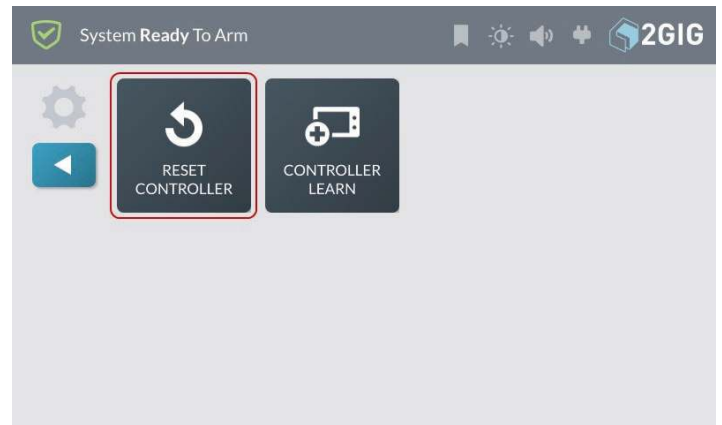 System Ready To Arm
2GIG
RESET
CONTROLLER
CONTROLLER
LEARN